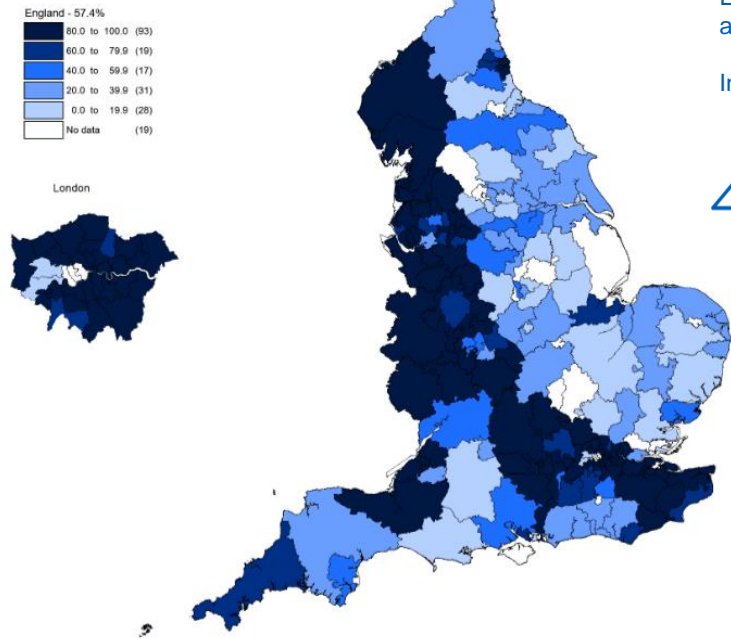 England - 57.4%
80.0 to 100.0 (93)
60.0 to 79.9 (19)
40.0 to 59.9 (17)
20.0 to 39.9 (31)
0.0 to 19.9 (28)
No data (19)
London
a